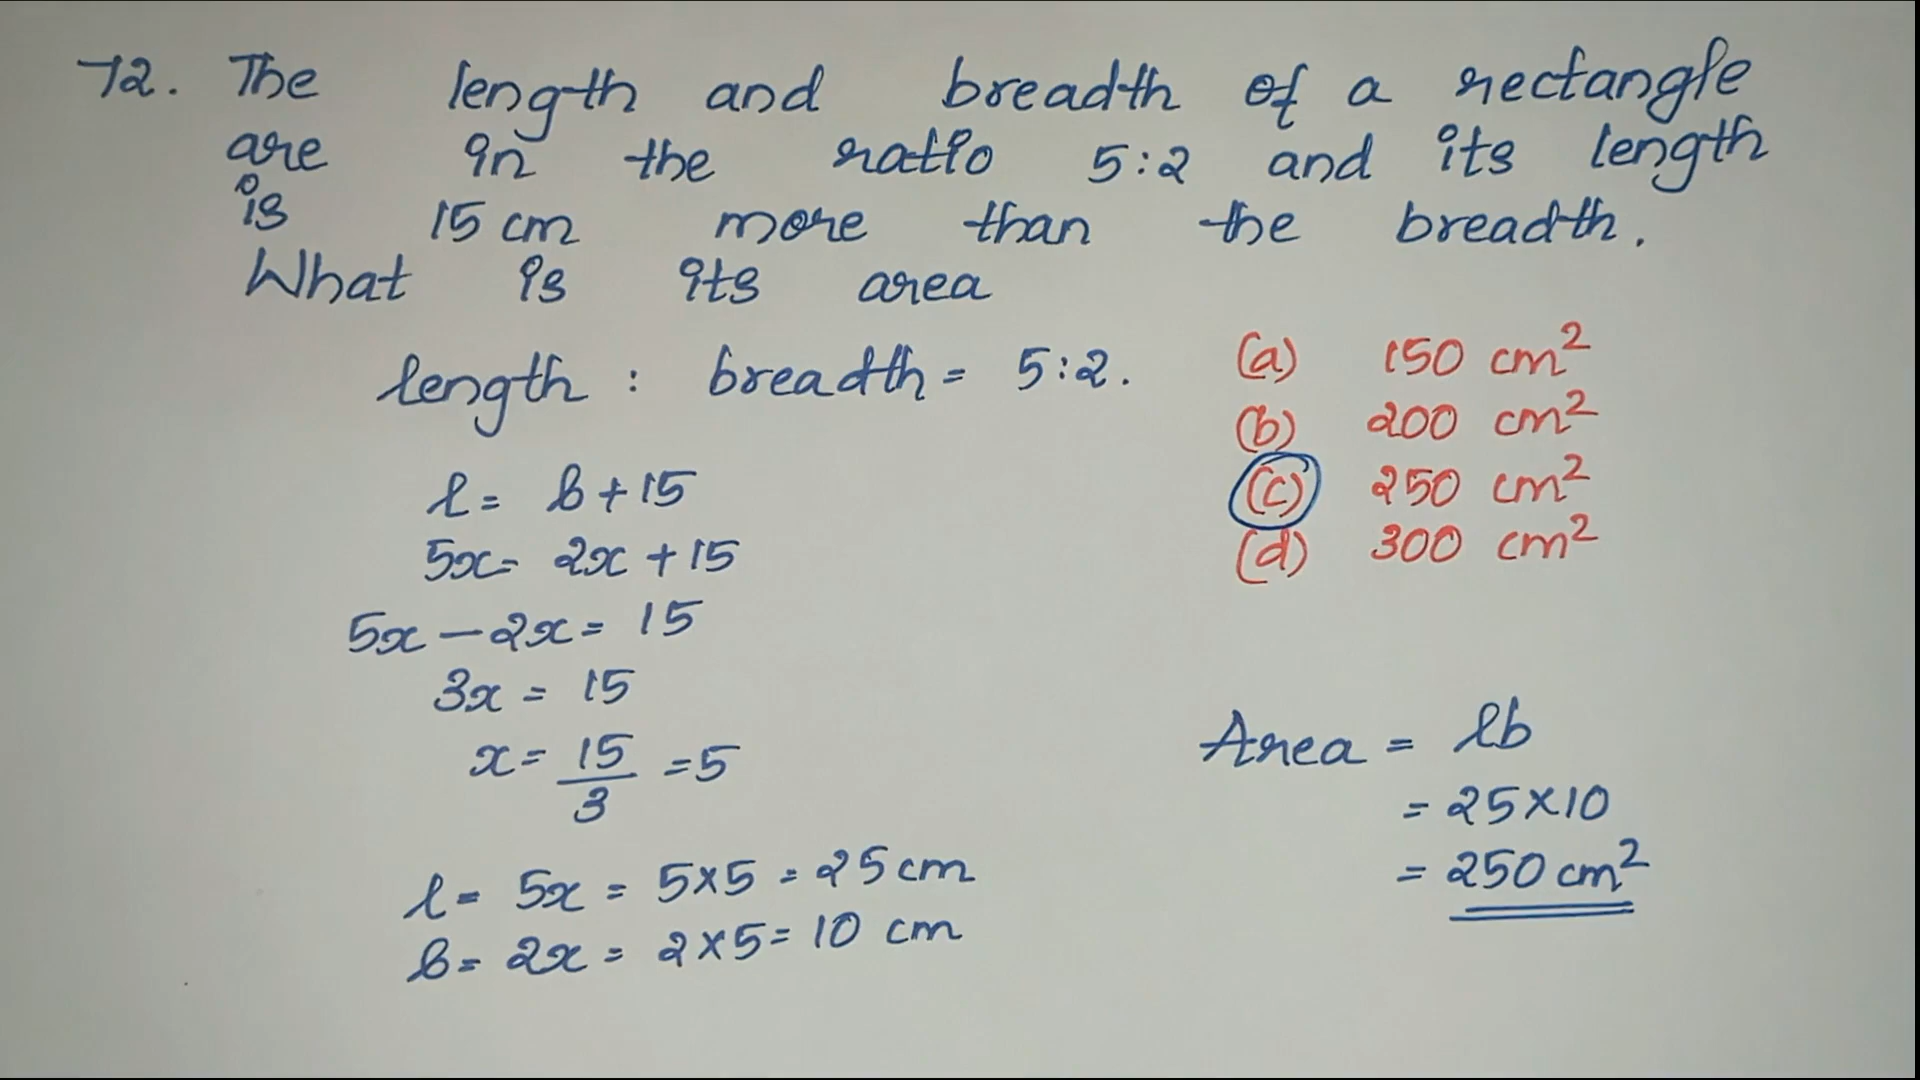 72. The length and breadth of a rectangle
are in the ratio 5:2 and its length
is 15 cm more than the breadth.
What is its area
length : breadth = 5:2.
(a) 150 cm²
(b) 200 cm²
(c) 250 cm²
(d) 300 cm²
l = b + 15
5x = 2x + 15
5x - 2x = 15
3x = 15
x = 15/3 = 5
l = 5x = 5×5 = 25 cm
b = 2x = 2×5 = 10 cm
Area = lb
= 25×10
= 250 cm²